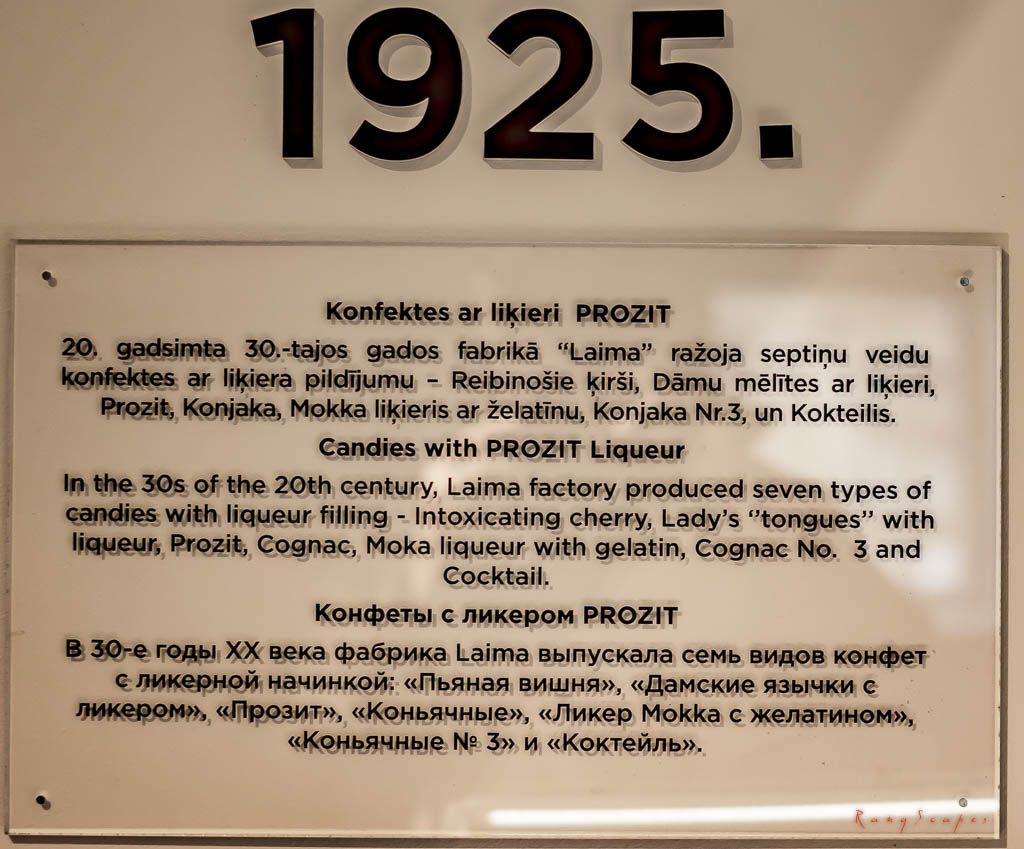 1925.
Konfektes ar liķieri PROZIT
20. gadsimta 30.-tajos gados fabrikā “Laima” ražoja septiņu veidu
konfektes ar liķiera pildījumu – Reibinošie ķirši, Dāmu mēlītes ar liķieri,
Prozit, Konjaka, Mokka liķieris ar želatīnu, Konjaka Nr.3, un Kokteilis.
Candies with PROZIT Liqueur
In the 30s of the 20th century, Laima factory produced seven types of
candies with liqueur filling - Intoxicating cherry, Lady’s ‘’tongues’’ with
liqueur, Prozit, Cognac, Moka liqueur with gelatin, Cognac No. 3 and
Cocktail.
Конфеты с ликером PROZIT
В 30-е годы XX века фабрика Laima выпускала семь видов конфет
с ликерной начинкой: «Пьяная вишня», «Дамские язычки с
ликером», «Прозит», «Коньячные», «Ликер Mokka с желатином»,
«Коньячные № 3» и «Коктейль».
RangScapes